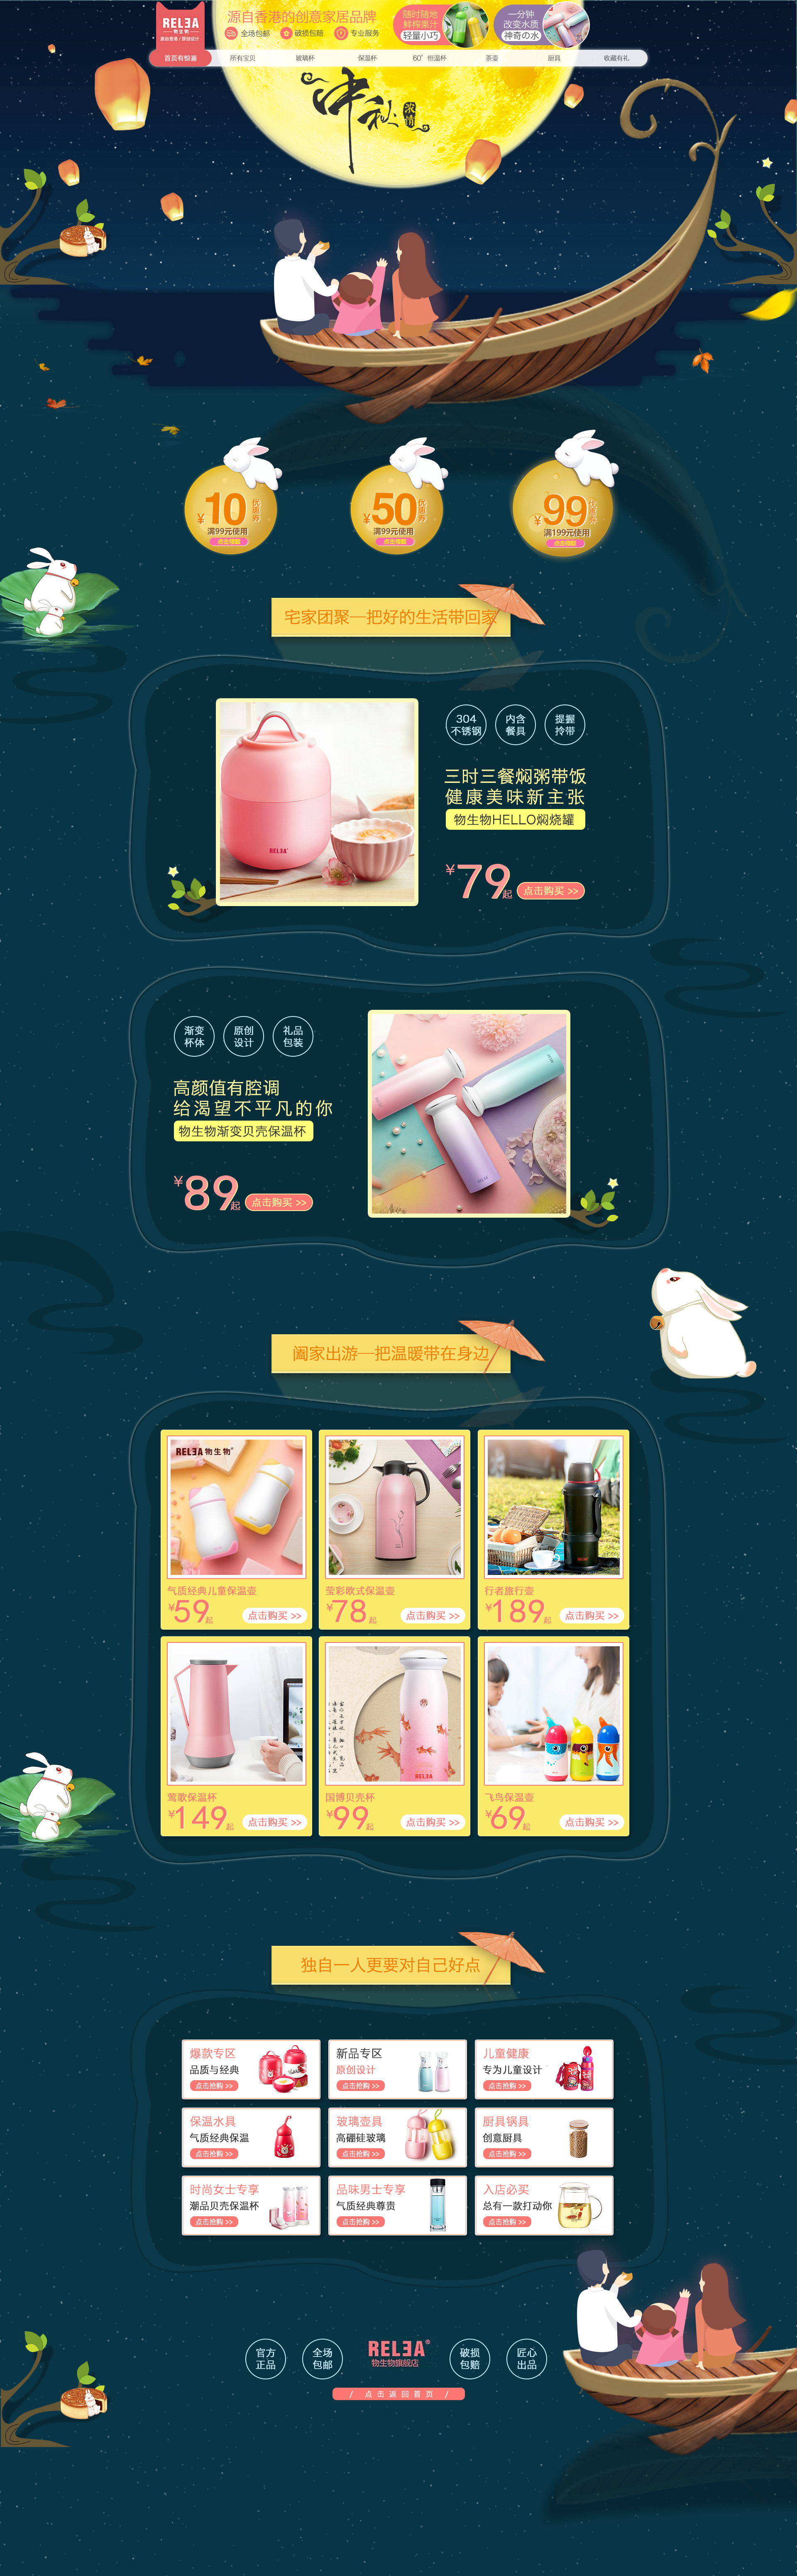 RELEA
物生物
源自香港的创意家居品牌
全场包邮
破损包赔
专业服务
随时随地
鲜榨果汁
轻量小巧
一分钟
改变水质
神奇の水
首页有惊喜
所有宝贝
玻璃杯
保温杯
60°恒温杯
茶壶
厨具
收藏有礼
中秋
¥10
优惠券
满99元使用
点击领取
¥50
优惠券
满99元使用
点击领取
¥99
优惠券
满199元使用
点击领取
宅家团聚—把好的生活带回家
RELEA
304
不锈钢
内含
餐具
提握
拎带
三时三餐焖粥带饭
健康美味新主张
物生物HELLO焖烧罐
¥79起
点击购买 >>
渐变
杯体
原创
设计
礼品
包装
高颜值有腔调
给渴望不平凡的你
物生物渐变贝壳保温杯
¥89起
点击购买 >>
阖家出游—把温暖带在身边
RELEA物生物®
气质经典儿童保温壶
¥59起
点击购买 >>
莹彩欧式保温壶
¥78起
点击购买 >>
行者旅行壶
¥189起
点击购买 >>
莺歌保温杯
¥149起
点击购买 >>
RELEA
国博贝壳杯
¥99起
点击购买 >>
飞鸟保温壶
¥69起
点击购买 >>
独自一人更要对自己好点
爆款专区
品质与经典
点击抢购 >>
新品专区
原创设计
点击抢购 >>
儿童健康
专为儿童设计
点击抢购 >>
保温水具
气质经典保温
点击抢购 >>
玻璃壶具
高硼硅玻璃
点击抢购 >>
厨具锅具
创意厨具
点击抢购 >>
时尚女士专享
潮品贝壳保温杯
点击抢购 >>
品味男士专享
气质经典尊贵
点击抢购 >>
入店必买
总有一款打动你
点击抢购 >>
官方
正品
全场
包邮
RELEA®
物生物旗舰店
破损
包赔
匠心
出品
/ 点击返回首页 /